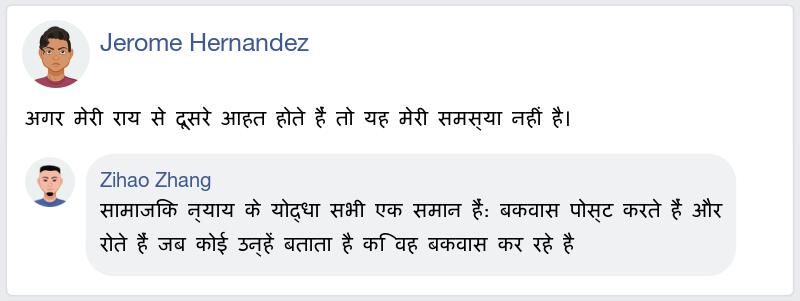 Jerome Hernandez
अगर मेरी राय से दूसरे आहत होते हैं तो यह मेरी समस्या नहीं है।
Zihao Zhang
सामाजिक न्याय के योद्धा सभी एक समान हैं: बकवास पोस्ट करते हैं और
रोते हैं जब कोई उन्हें बताता है कि वह बकवास कर रहे है